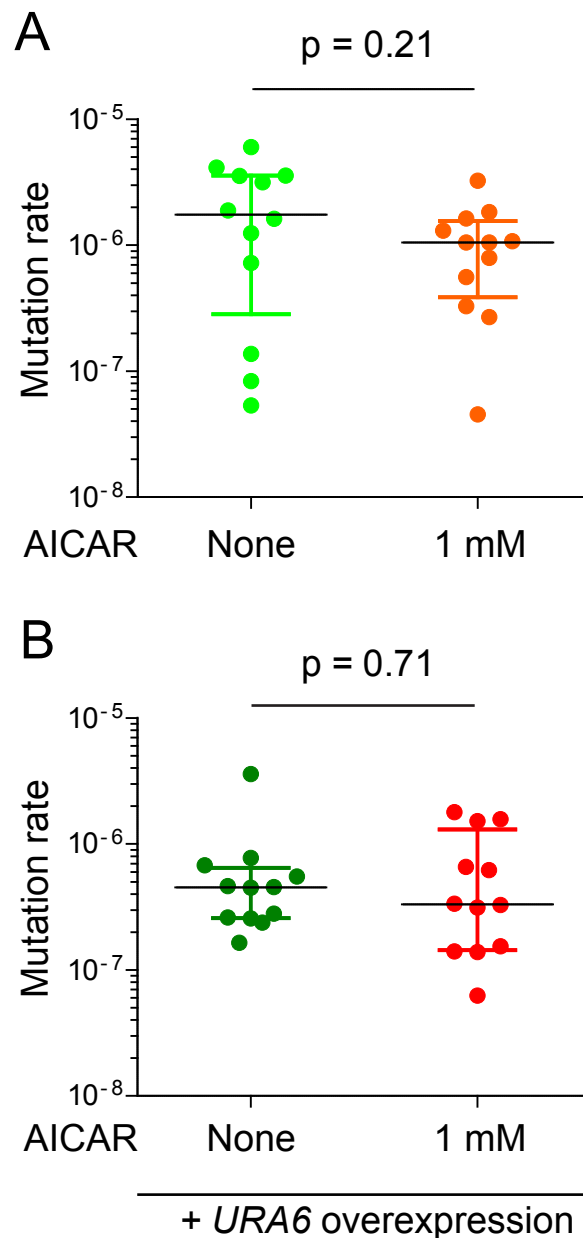 A
p = 0.21
Mutation rate
10-5
10-6
10-7
10-8
AICAR None 1 mM
B
p = 0.71
Mutation rate
10-5
10-6
10-7
10-8
AICAR None 1 mM
+ URA6 overexpression